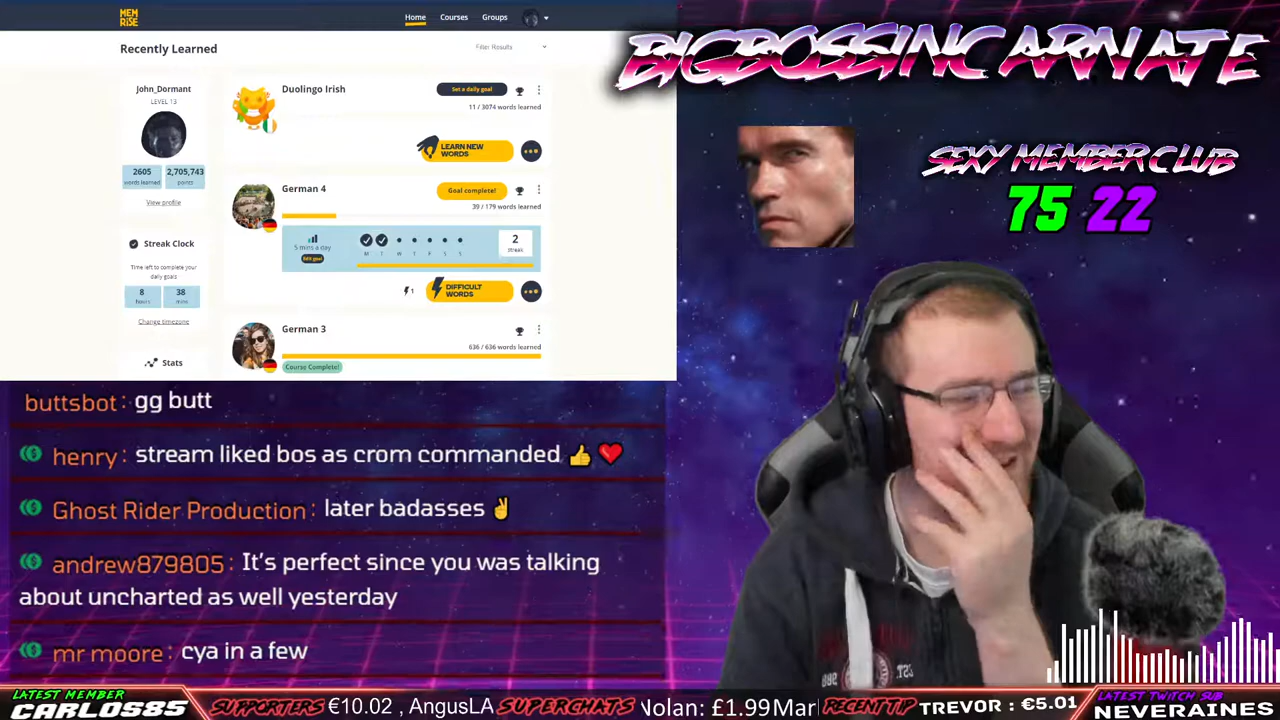 MEM
RiSE
Home
Courses
Groups
Recently Learned
Filter Results
John_Dormant
LEVEL 13
2605
words learned
2,705,743
points
View profile
Streak Clock
Time left to complete your
daily goals
8
hours
38
mins
Change timezone
Stats
Duolingo Irish
Set a daily goal
11 / 3074 words learned
LEARN NEW
WORDS
German 4
Goal complete!
39 / 179 words learned
5 mins a day
Edit goal
M T W T F S S
2
streak
1
DIFFICULT
WORDS
German 3
636 / 636 words learned
Course Complete!
BIGBOSSINCARNATE
SEXY MEMBER CLUB
75 22
buttsbot : gg butt
henry : stream liked bos as crom commanded 👍❤️
Ghost Rider Production : later badasses ✌️
andrew879805 : It's perfect since you was talking
about uncharted as well yesterday
mr moore : cya in a few
LATEST MEMBER
CARLOS85
SUPPORTERS
€10.02 , AngusLA
SUPERCHATS
Nolan: £1.99 Mar
RECENT TIP
TREVOR : €5.01
LATEST TWITCH SUB
NEVERAINES